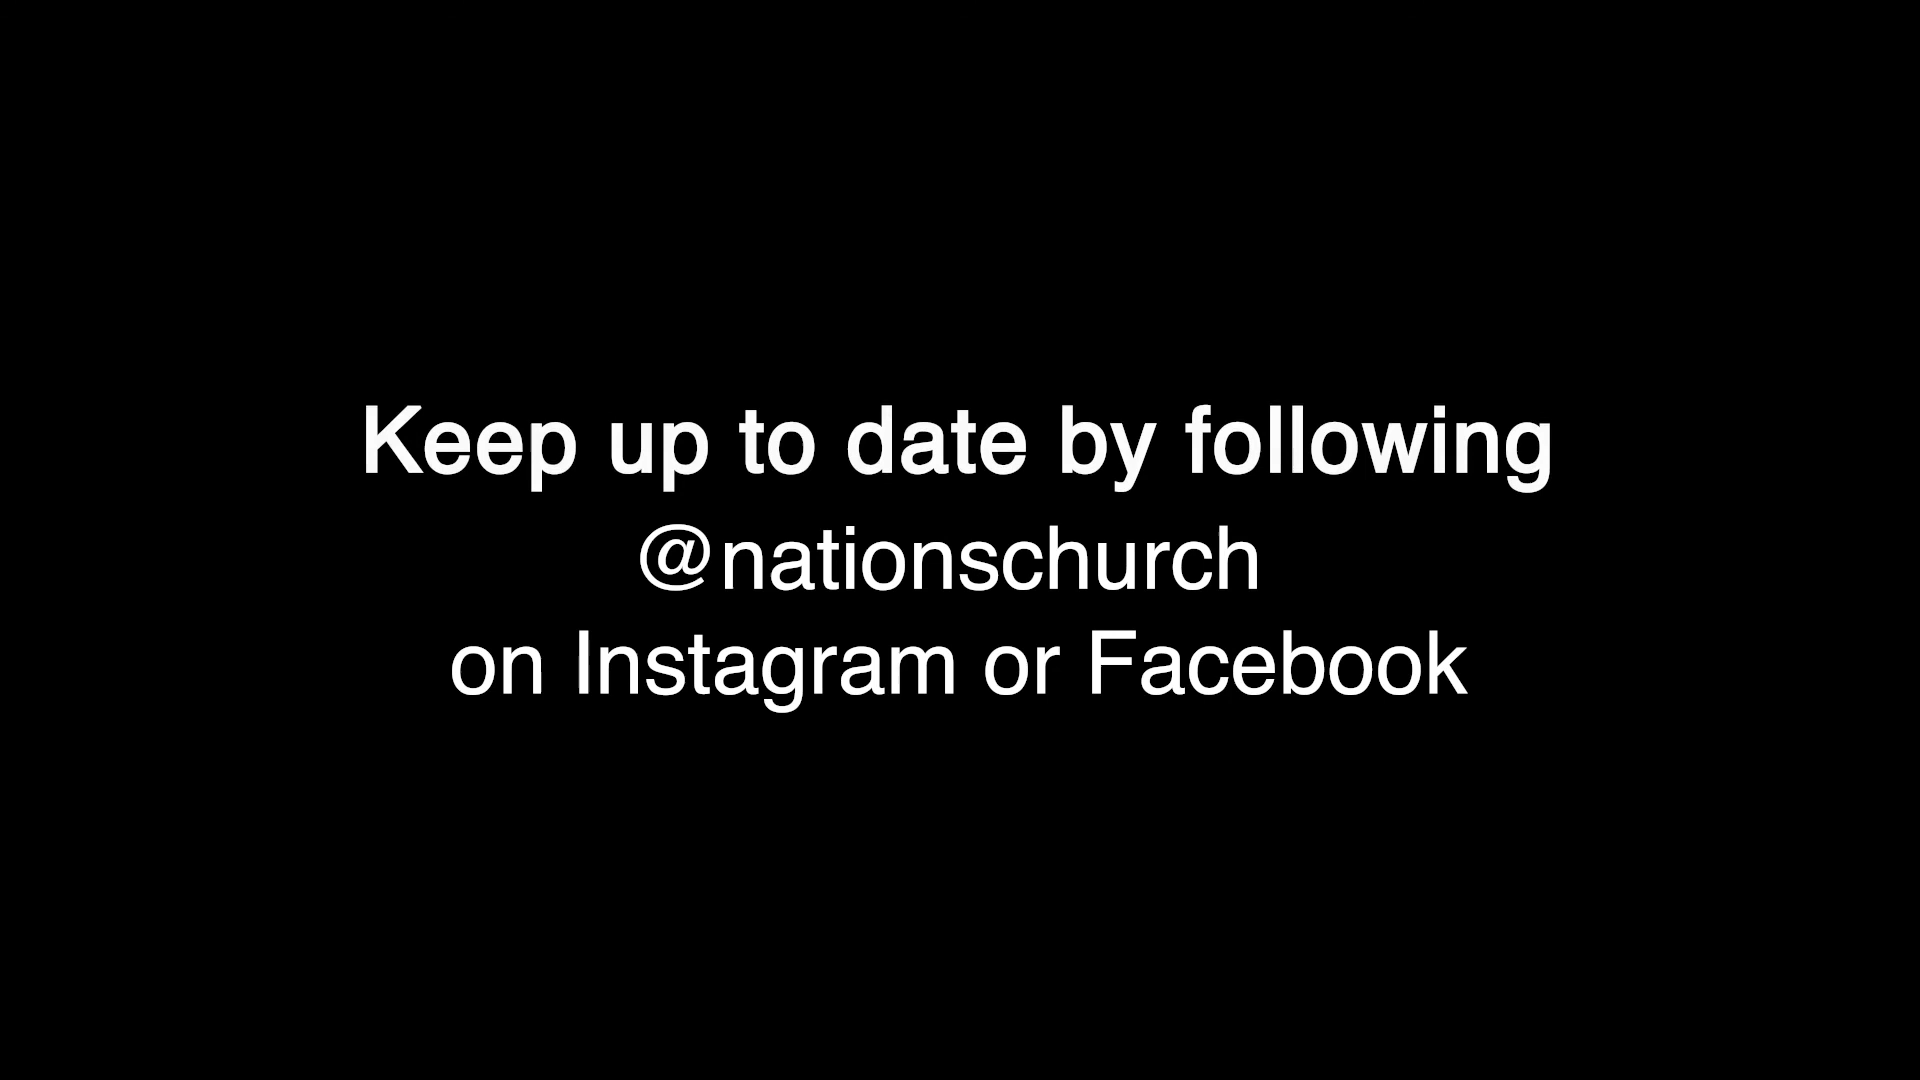 Keep up to date by following
@nationschurch
on Instagram or Facebook